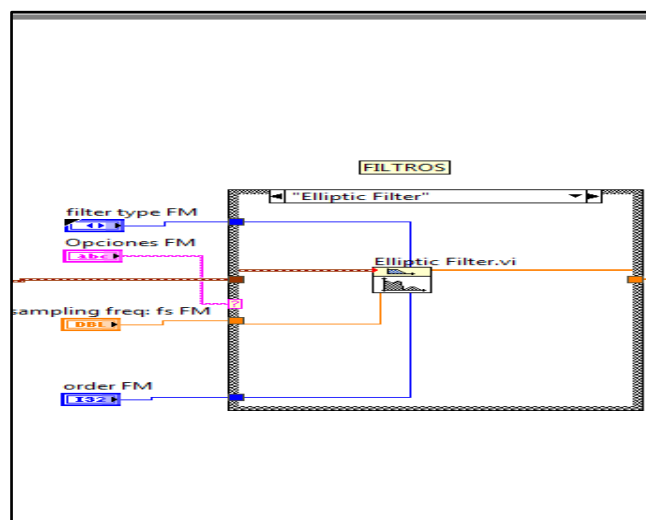 FILTROS
"Elliptic Filter"
filter type FM
Opciones FM
abc
Elliptic Filter.vi
?
sampling freq: fs FM
DBL
order FM
I32